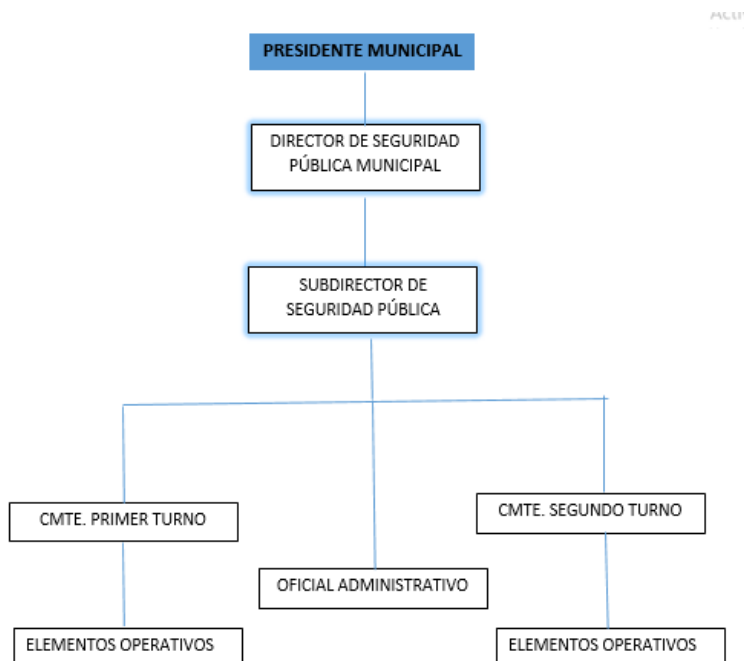 PRESIDENTE MUNICIPAL
DIRECTOR DE SEGURIDAD
PÚBLICA MUNICIPAL
SUBDIRECTOR DE
SEGURIDAD PÚBLICA
CMTE. PRIMER TURNO
CMTE. SEGUNDO TURNO
OFICIAL ADMINISTRATIVO
ELEMENTOS OPERATIVOS
ELEMENTOS OPERATIVOS